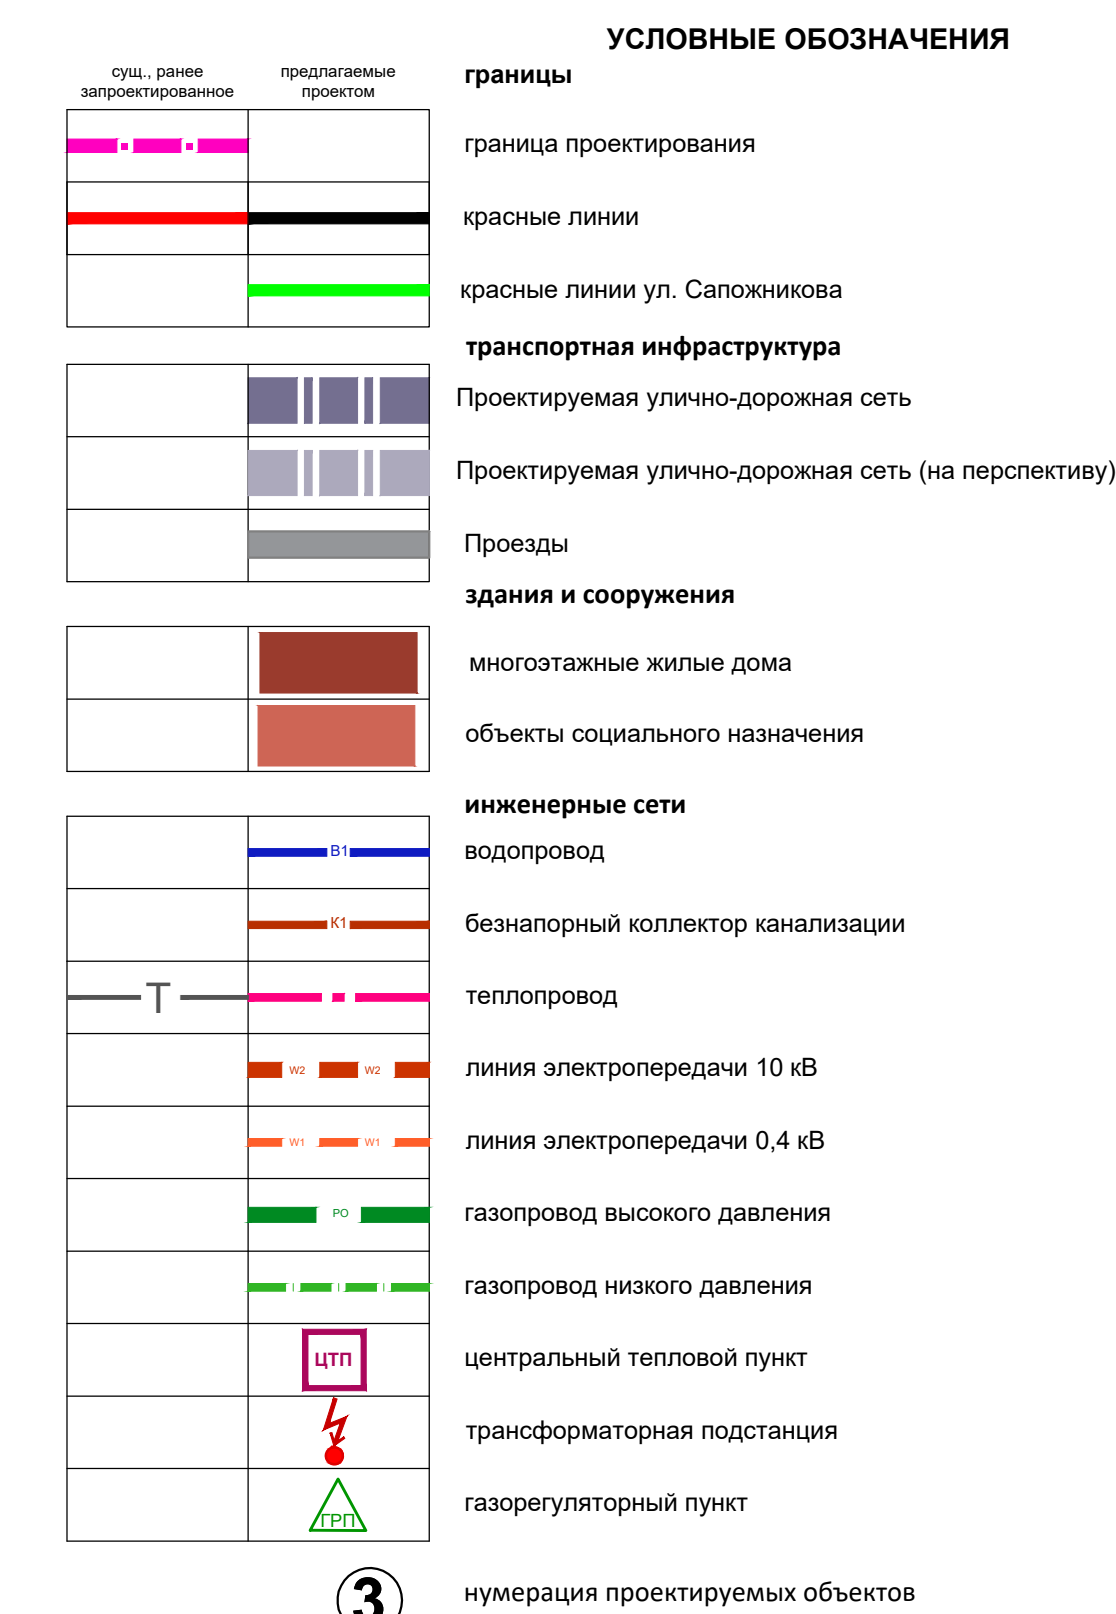 УСЛОВНЫЕ ОБОЗНАЧЕНИЯ
сущ., ранее
запроектированное
предлагаемые
проектом
границы
граница проектирования
красные линии
красные линии ул. Сапожникова
транспортная инфраструктура
Проектируемая улично-дорожная сеть
Проектируемая улично-дорожная сеть (на перспективу)
Проезды
здания и сооружения
многоэтажные жилые дома
объекты социального назначения
инженерные сети
В1 водопровод
К1 безнапорный коллектор канализации
Т теплопровод
W2 W2 линия электропередачи 10 кВ
W1 W1 линия электропередачи 0,4 кВ
РО газопровод высокого давления
газопровод низкого давления
ЦТП центральный тепловой пункт
трансформаторная подстанция
ГРП газорегуляторный пункт
3 нумерация проектируемых объектов